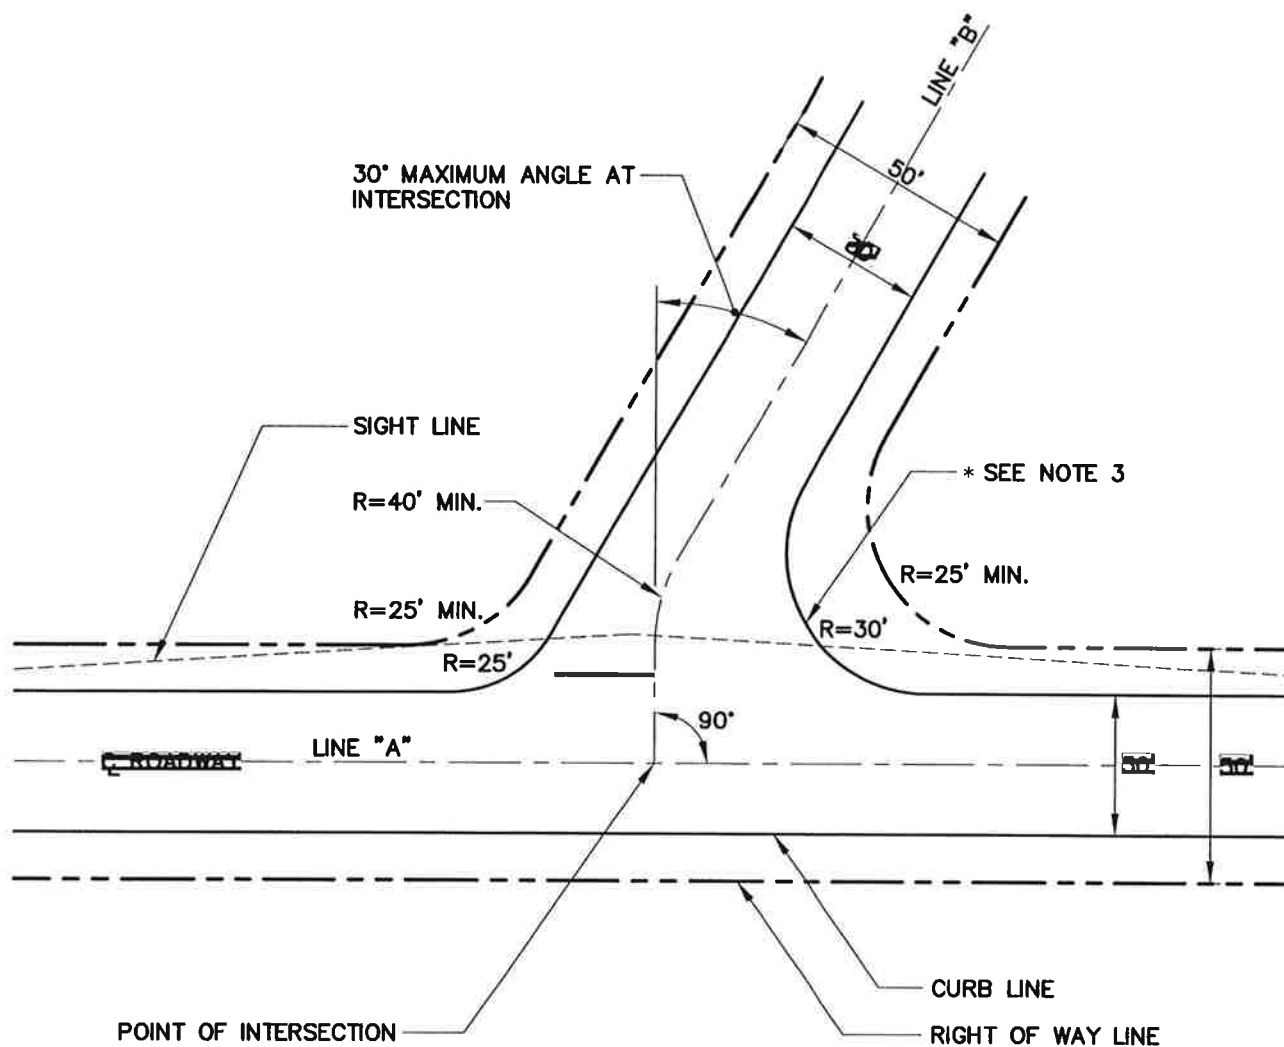 LINE "B"
50'
30° MAXIMUM ANGLE AT
INTERSECTION
SIGHT LINE
* SEE NOTE 3
R=40' MIN.
R=25' MIN.
R=25' MIN.
R=30'
R=25'
90°
LINE "A"
ROADWAY
CURB LINE
RIGHT OF WAY LINE
POINT OF INTERSECTION